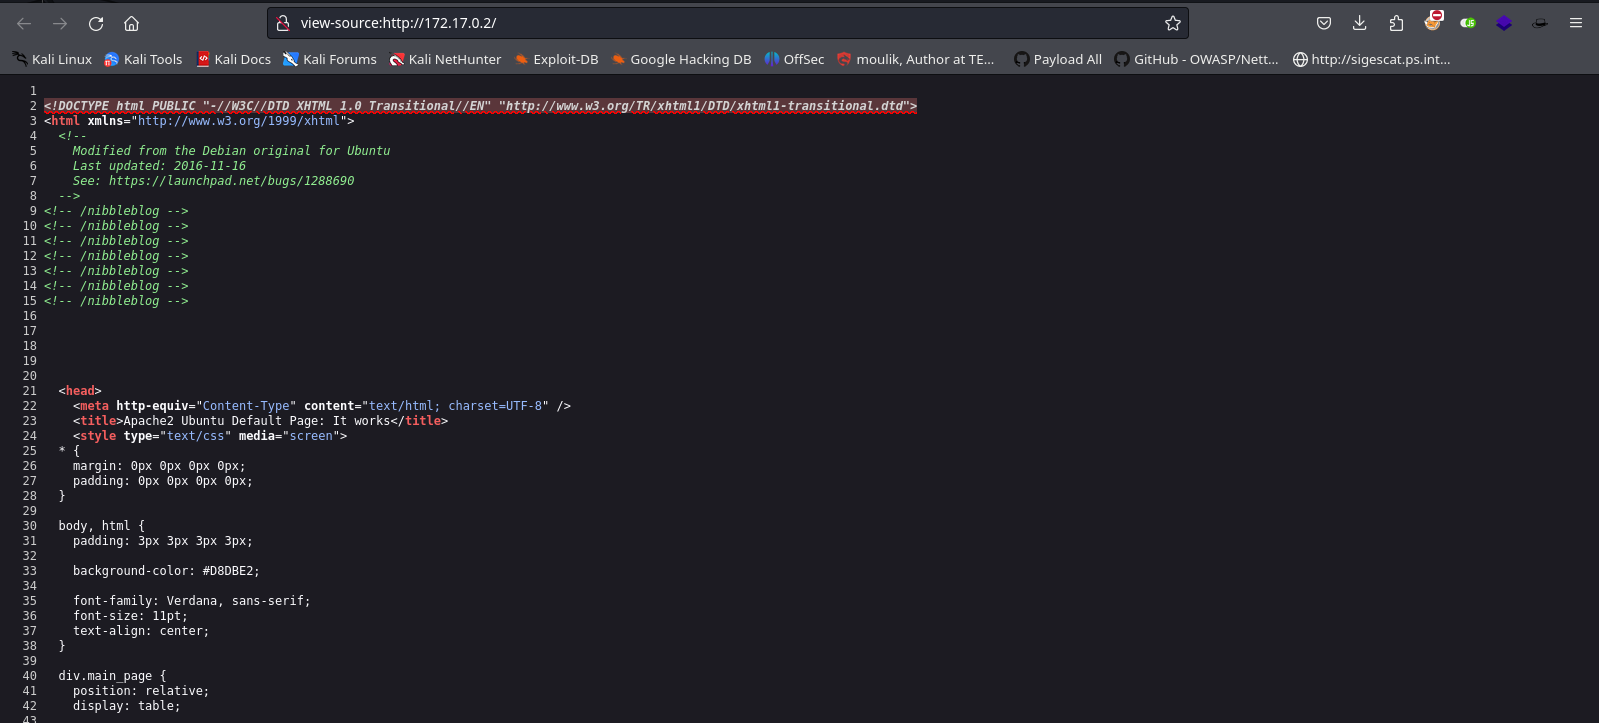 view-source:http://172.17.0.2/
Kali Linux Kali Tools Kali Docs Kali Forums Kali NetHunter Exploit-DB Google Hacking DB OffSec moulik, Author at TE... Payload All GitHub - OWASP/Nett... http://sigescat.ps.int...
1
2 <!DOCTYPE html PUBLIC "-//W3C//DTD XHTML 1.0 Transitional//EN" "http://www.w3.org/TR/xhtml1/DTD/xhtml1-transitional.dtd">
3 <html xmlns="http://www.w3.org/1999/xhtml">
4 <!--
5 Modified from the Debian original for Ubuntu
6 Last updated: 2016-11-16
7 See: https://launchpad.net/bugs/1288690
8 -->
9 <!-- /nibbleblog -->
10 <!-- /nibbleblog -->
11 <!-- /nibbleblog -->
12 <!-- /nibbleblog -->
13 <!-- /nibbleblog -->
14 <!-- /nibbleblog -->
15 <!-- /nibbleblog -->
16
17
18
19
20
21 <head>
22 <meta http-equiv="Content-Type" content="text/html; charset=UTF-8" />
23 <title>Apache2 Ubuntu Default Page: It works</title>
24 <style type="text/css" media="screen">
25 * {
26 margin: 0px 0px 0px 0px;
27 padding: 0px 0px 0px 0px;
28 }
29
30 body, html {
31 padding: 3px 3px 3px 3px;
32
33 background-color: #D8DBE2;
34
35 font-family: Verdana, sans-serif;
36 font-size: 11pt;
37 text-align: center;
38 }
39
40 div.main_page {
41 position: relative;
42 display: table;
43